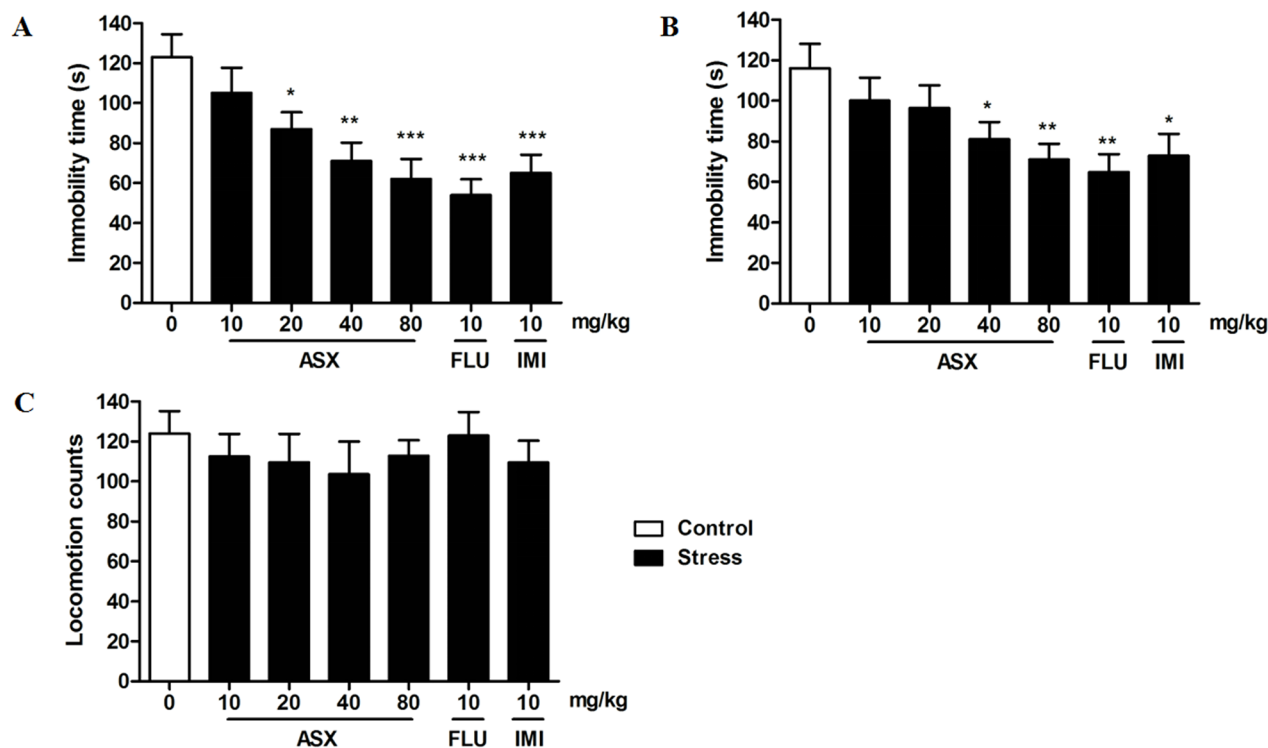 A
Immobility time (s)
140
120
100
80
60
40
20
0
*
**
***
***
***
0 10 20 40 80 10 10 mg/kg
ASX FLU IMI
B
Immobility time (s)
140
120
100
80
60
40
20
0
*
**
**
*
0 10 20 40 80 10 10 mg/kg
ASX FLU IMI
C
Locomotion counts
140
120
100
80
60
40
20
0
0 10 20 40 80 10 10 mg/kg
ASX FLU IMI
Control
Stress